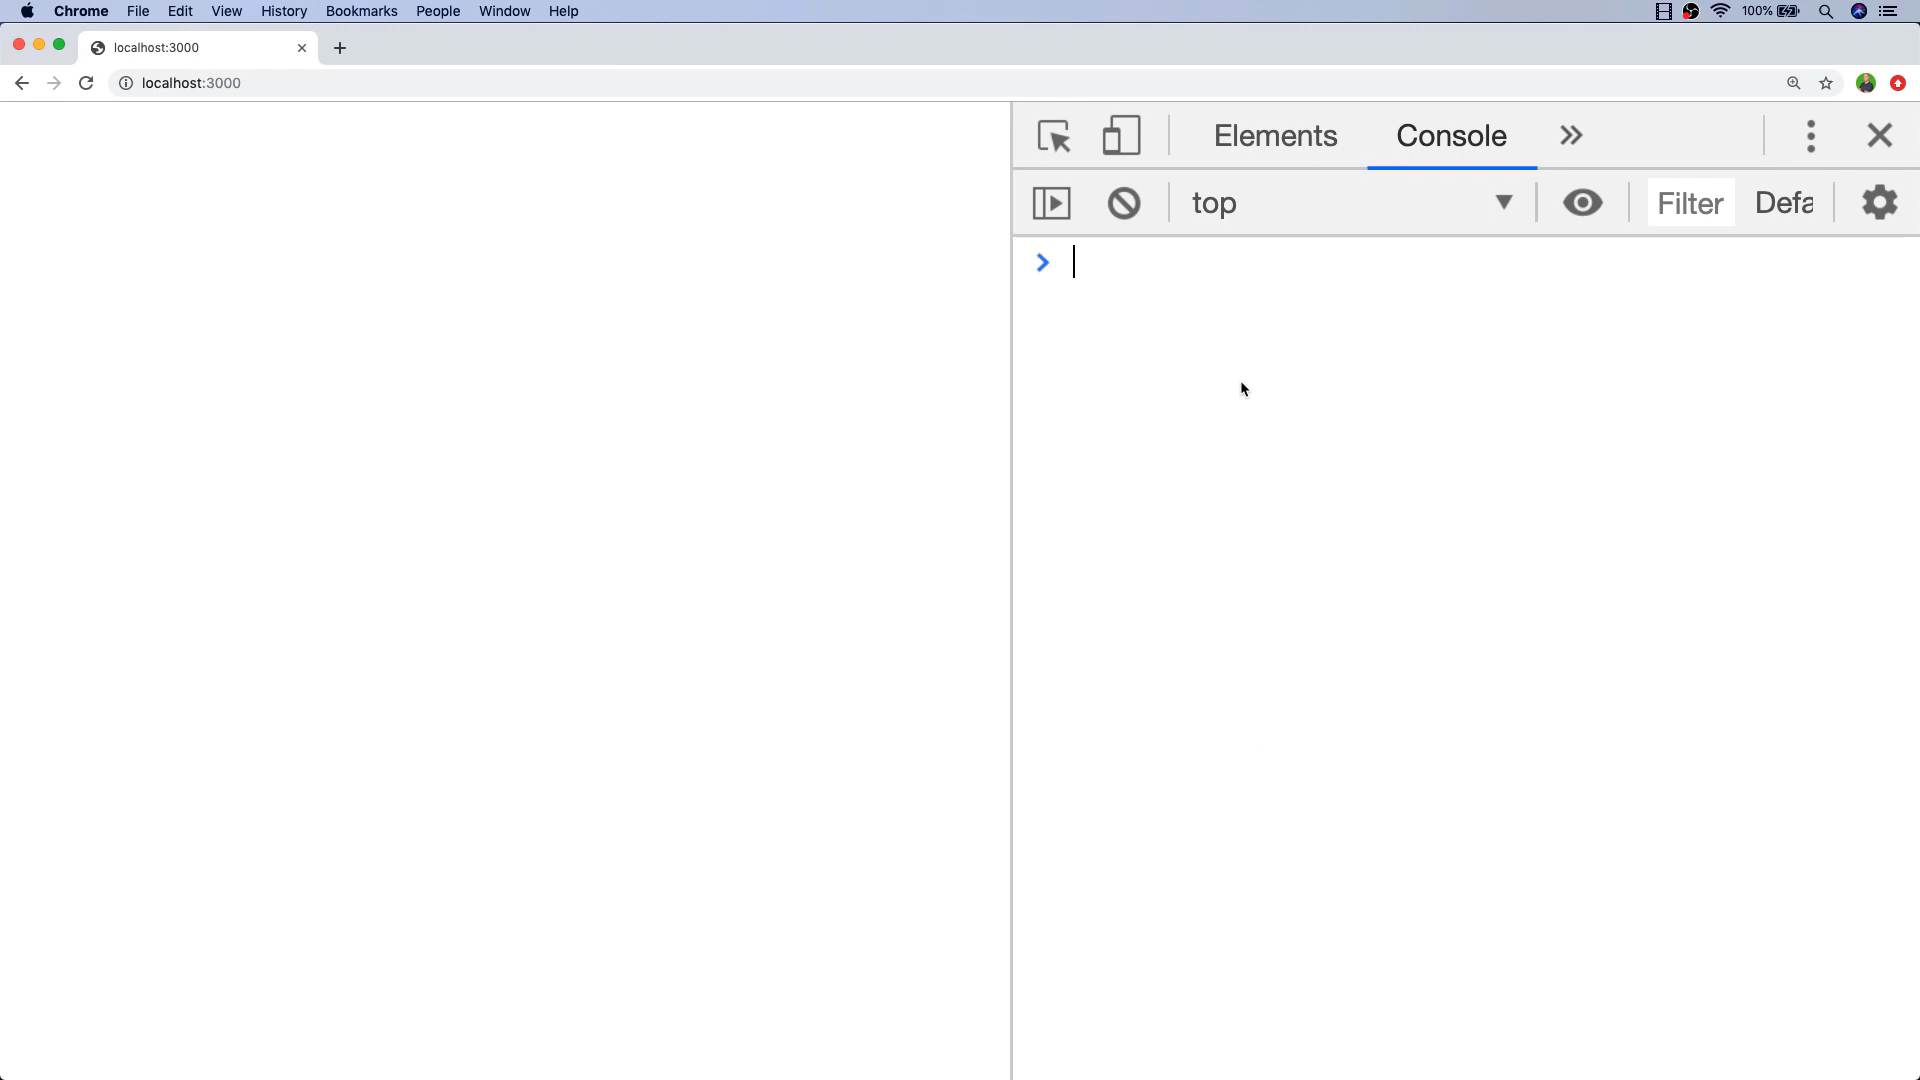 Chrome File Edit View History Bookmarks People Window Help 100%
localhost:3000
localhost:3000
Elements Console
top Filter Defa